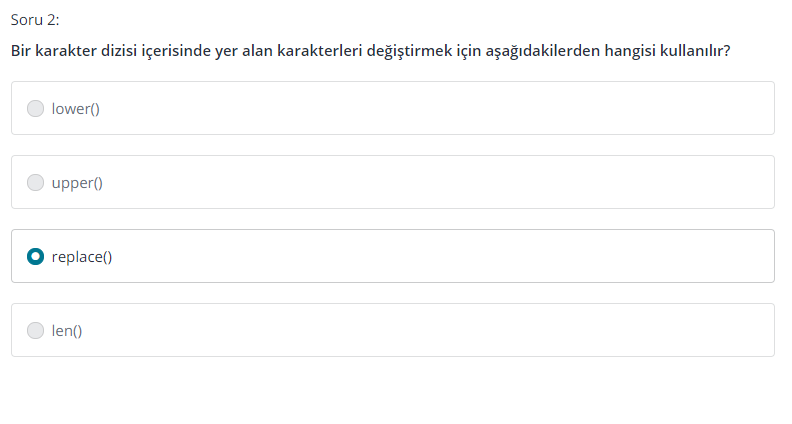 Soru 2:
Bir karakter dizisi içerisinde yer alan karakterleri değiştirmek için aşağıdakilerden hangisi kullanılır?
lower()
upper()
replace()
len()